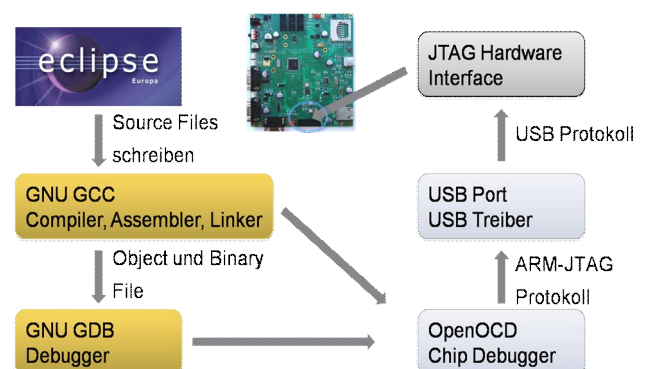 eclipse
Europa
JTAG Hardware
Interface
Source Files
schreiben
USB Protokoll
GNU GCC
Compiler, Assembler, Linker
USB Port
USB Treiber
Object und Binary
File
ARM-JTAG
Protokoll
GNU GDB
Debugger
OpenOCD
Chip Debugger